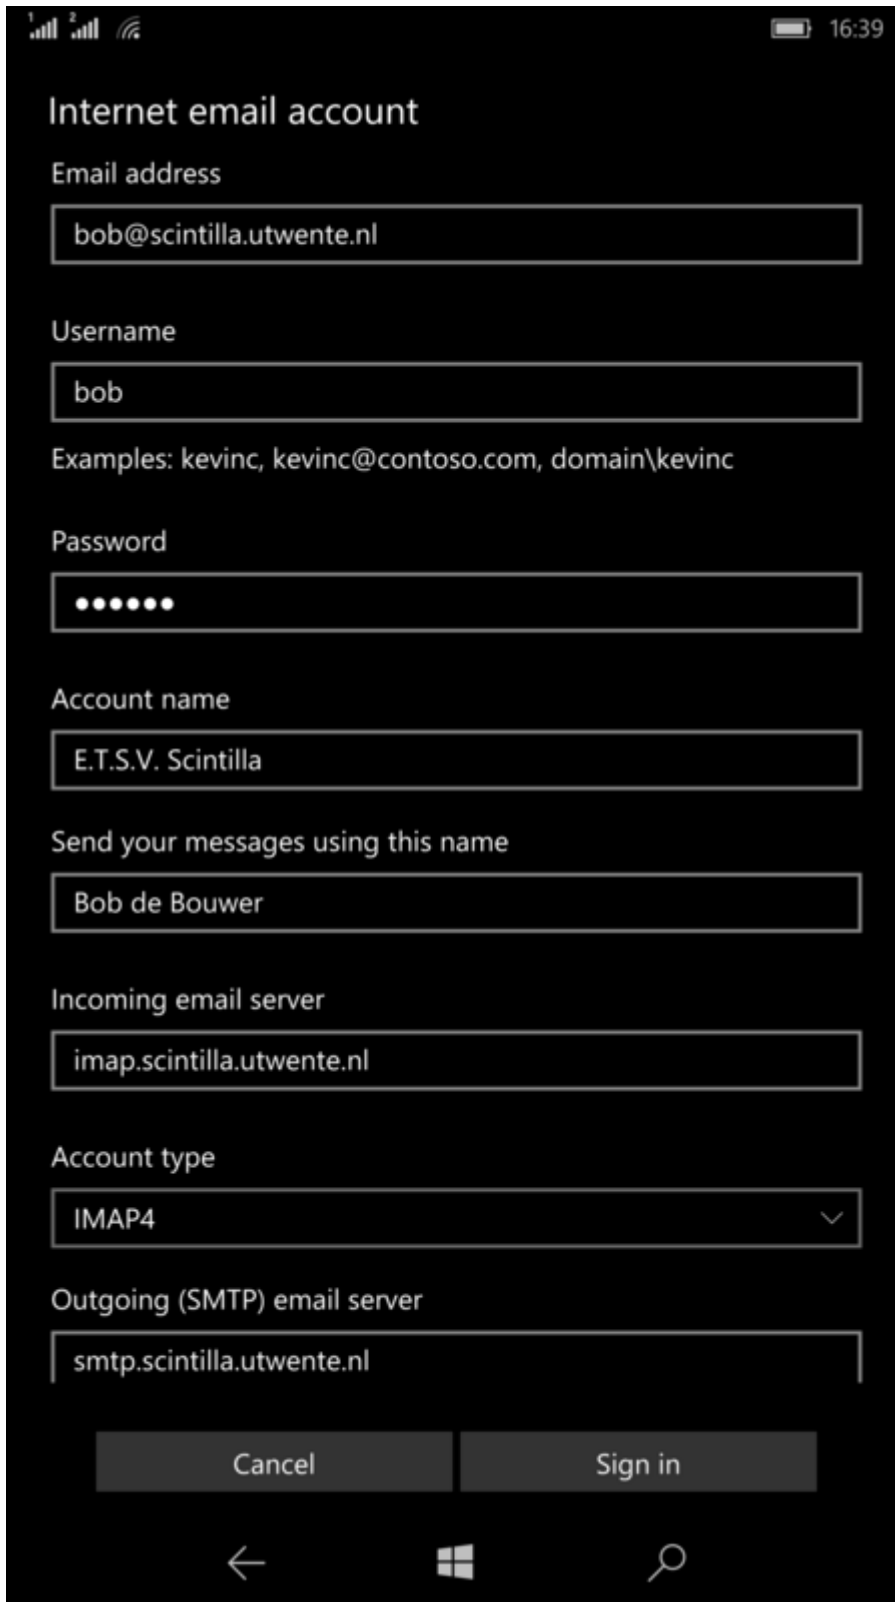 1 2 16:39
Internet email account
Email address
bob@scintilla.utwente.nl
Username
bob
Examples: kevinc, kevinc@contoso.com, domain\kevinc
Password
••••••
Account name
E.T.S.V. Scintilla
Send your messages using this name
Bob de Bouwer
Incoming email server
imap.scintilla.utwente.nl
Account type
IMAP4
Outgoing (SMTP) email server
smtp.scintilla.utwente.nl
Cancel Sign in